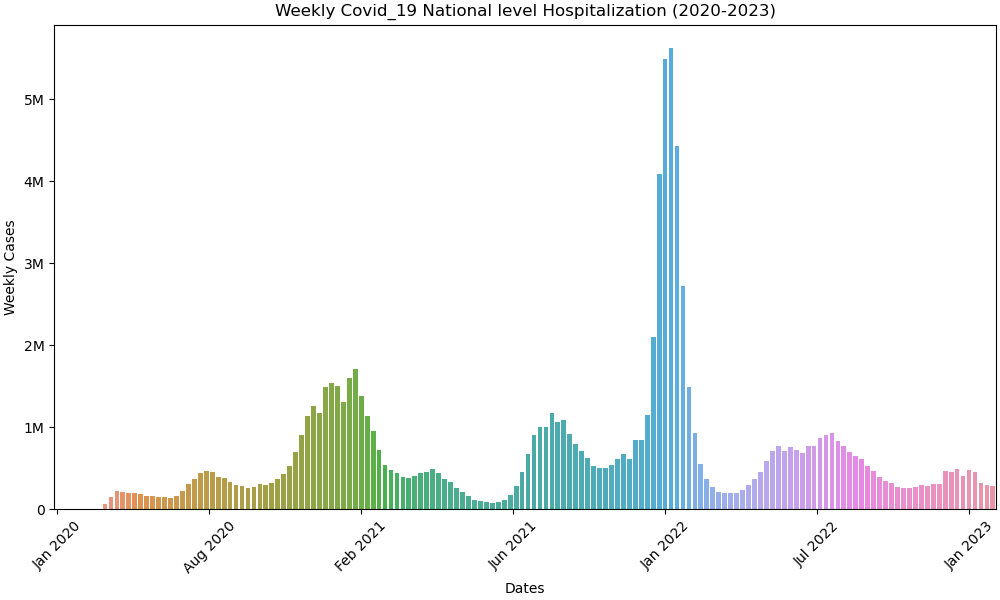 Weekly Covid_19 National level Hospitalization (2020-2023)
Weekly Cases
5M
4M
3M
2M
1M
0
Jan 2020
Aug 2020
Feb 2021
Jun 2021
Jan 2022
Jul 2022
Jan 2023
Dates